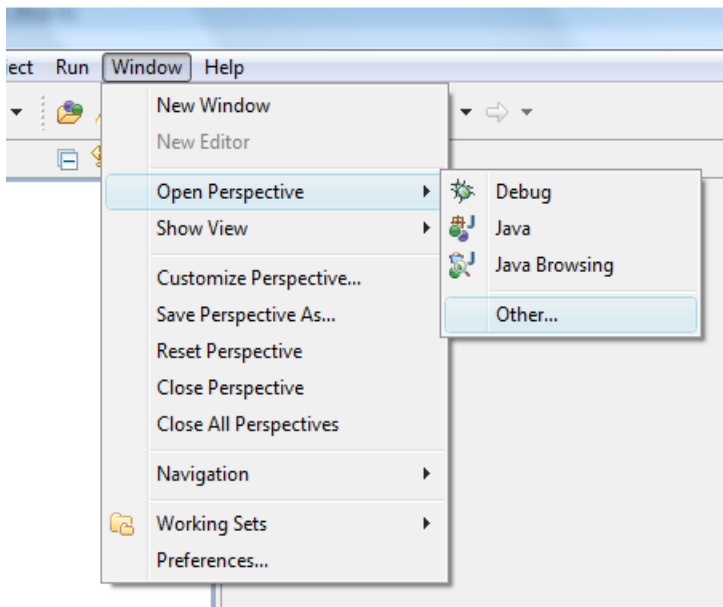 ject Run Window Help
New Window
New Editor
Open Perspective
Show View
Customize Perspective...
Save Perspective As...
Reset Perspective
Close Perspective
Close All Perspectives
Navigation
Working Sets
Preferences...
Debug
Java
Java Browsing
Other...